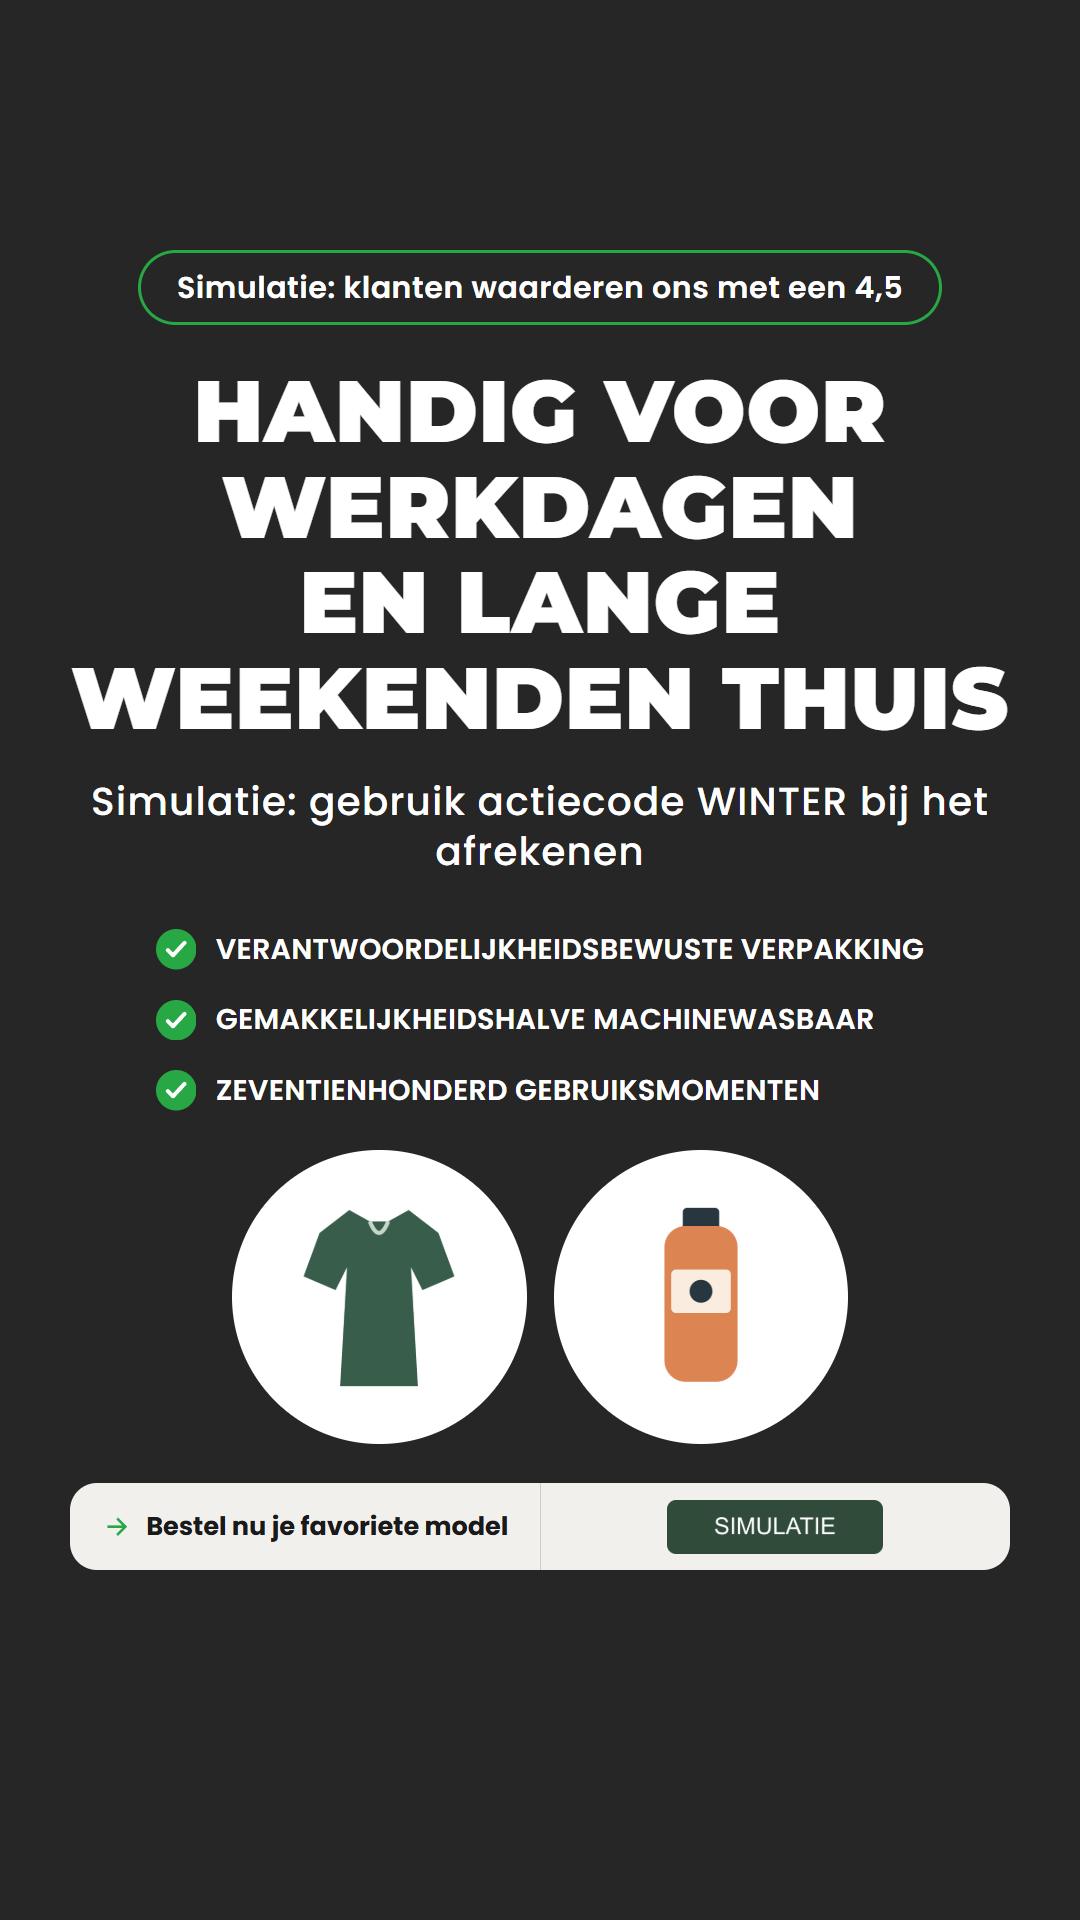 Simulatie: klanten waarderen ons met een 4,5
HANDIG VOOR
WERKDAGEN
EN LANGE
WEEKENDEN THUIS
Simulatie: gebruik actiecode WINTER bij het
afrekenen
VERANTWOORDELIJKHEIDSBEWUSTE VERPAKKING
GEMAKKELIJKHEIDSHALVE MACHINEWASBAAR
ZEVENTIENHONDERD GEBRUIKSMOMENTEN
Bestel nu je favoriete model
SIMULATIE